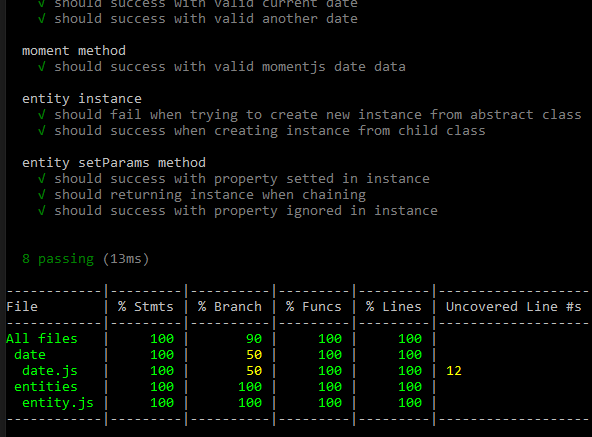 √ should success with valid current date
√ should success with valid another date
moment method
√ should success with valid momentjs date data
entity instance
√ should fail when trying to create new instance from abstract class
√ should success when creating instance from child class
entity setParams method
√ should success with property setted in instance
√ should returning instance when chaining
√ should success with property ignored in instance
8 passing (13ms)
------------|---------|----------|---------|---------|-------------------
File        | % Stmts | % Branch | % Funcs | % Lines | Uncovered Line #s
------------|---------|----------|---------|---------|-------------------
All files   |     100 |       90 |     100 |     100 |
 date       |     100 |       50 |     100 |     100 |
  date.js   |     100 |       50 |     100 |     100 | 12
 entities   |     100 |      100 |     100 |     100 |
  entity.js |     100 |      100 |     100 |     100 |
------------|---------|----------|---------|---------|-------------------